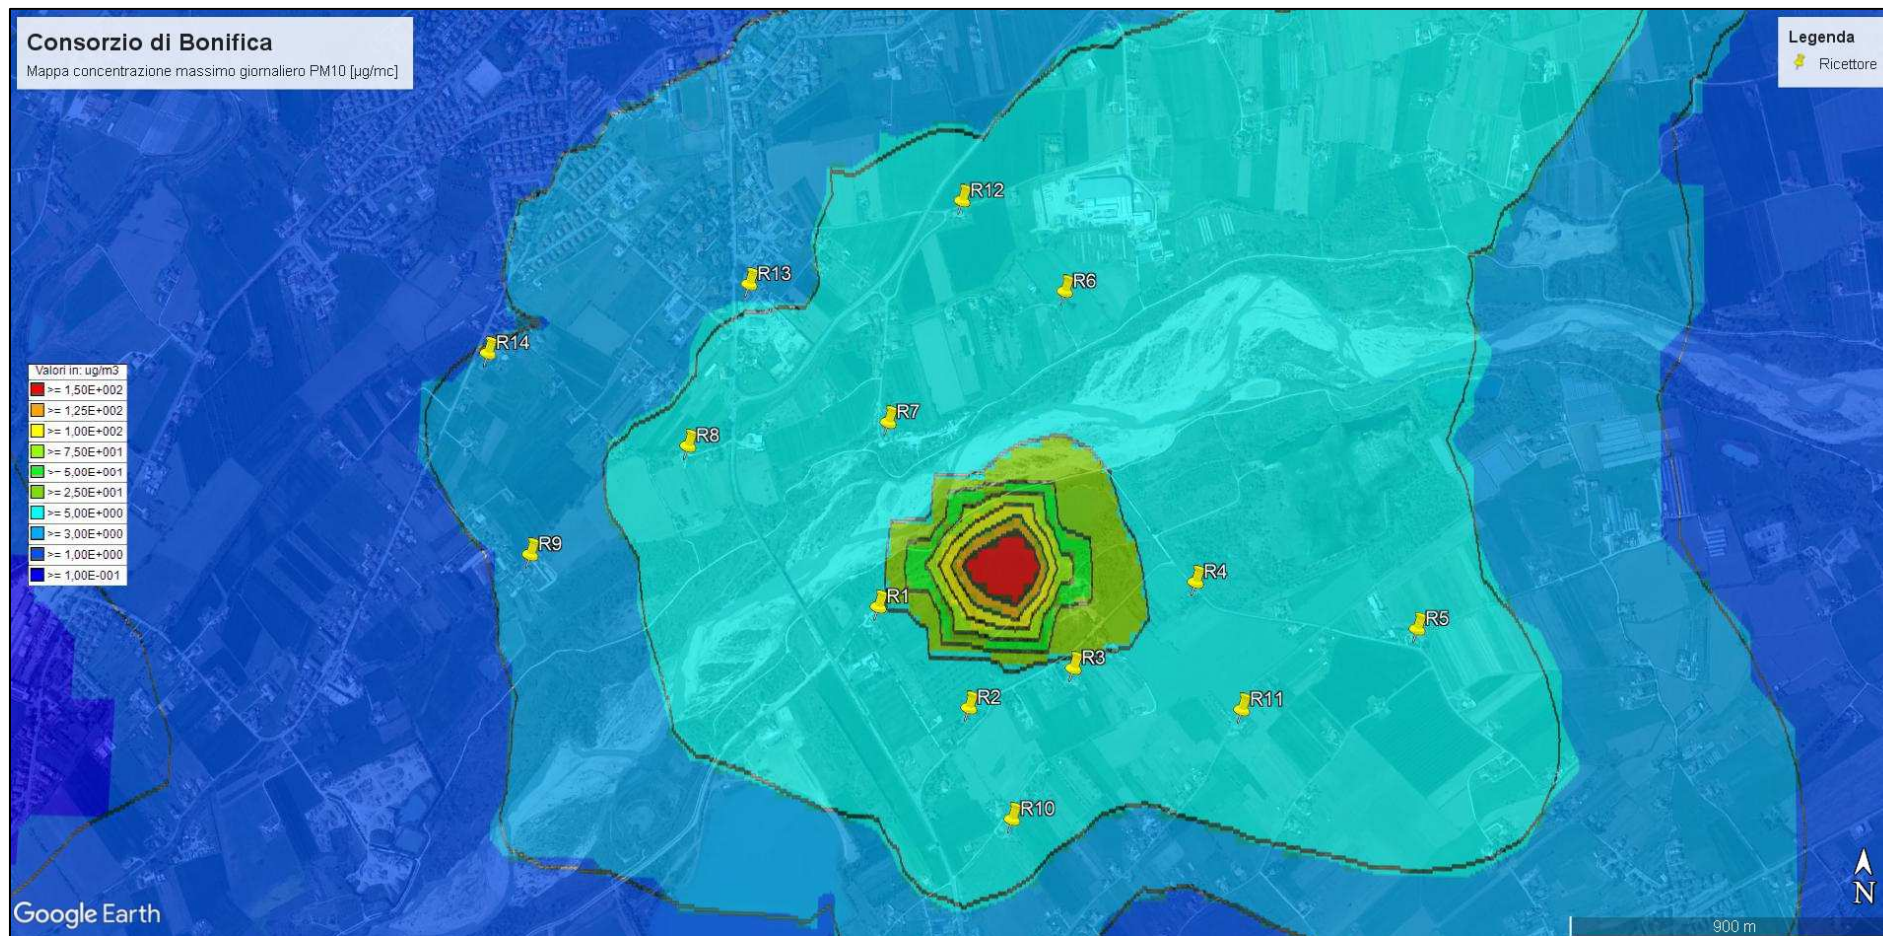 Consorzio di Bonifica
Mappa concentrazione massimo giornaliero PM10 [µg/mc]
Legenda
Ricettore
R12
R13
R6
R14
R7
R8
R9
R4
R1
R5
R3
R2
R11
R10
Valori in: ug/m3
>= 1,50E+002
>= 1,25E+002
>= 1,00E+002
>= 7,50E+001
>= 5,00E+001
>= 2,50E+001
>= 5,00E+000
>= 3,00E+000
>= 1,00E+000
>= 1,00E-001
Google Earth
N
900 m